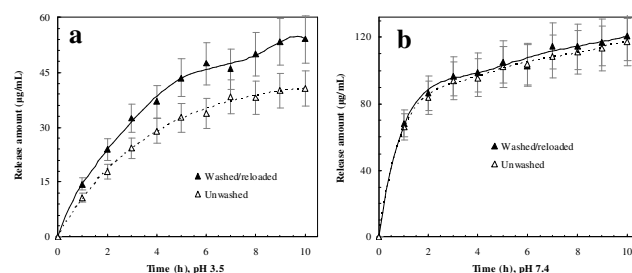 a
Release amount (µg/mL)
60
45
30
15
0
Washed/reloaded
Unwashed
0 2 4 6 8 10
Time (h), pH 3.5
b
Release amount (µg/mL)
120
80
40
0
Washed/reloaded
Unwashed
0 2 4 6 8 10
Time (h), pH 7.4